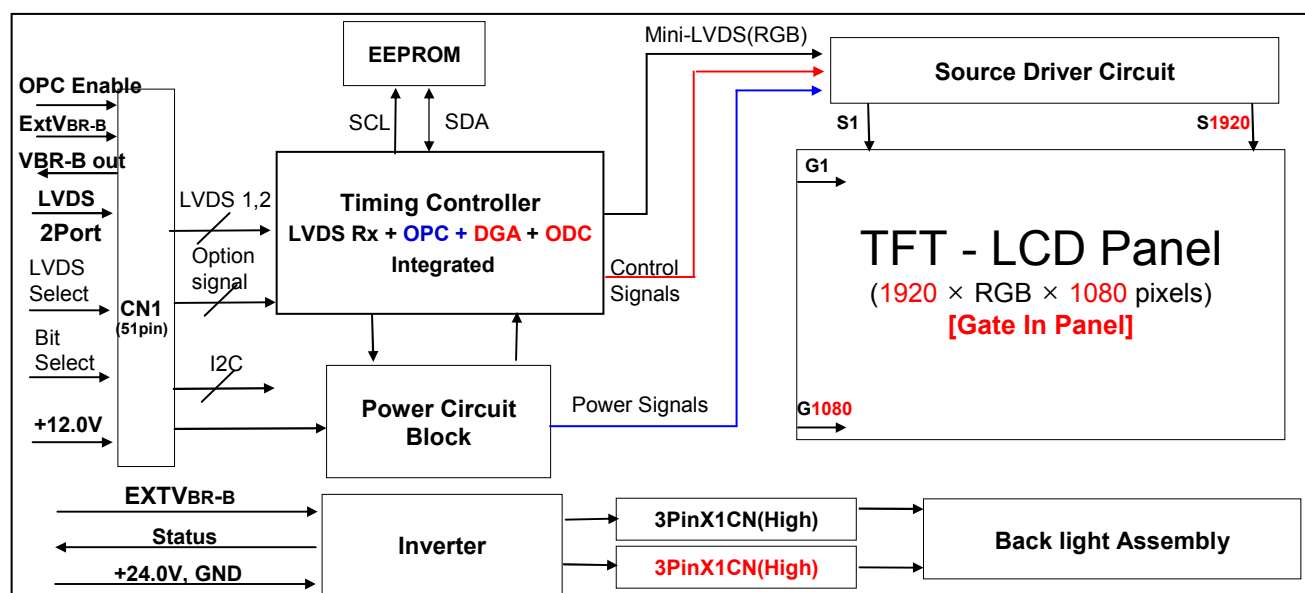 Mini-LVDS(RGB)
EEPROM
Source Driver Circuit
OPC Enable
ExtVBR-B
VBR-B out
LVDS
2Port
LVDS
Select
Bit
Select
+12.0V
CN1
(51pin)
SCL
SDA
S1
S1920
LVDS 1,2
Option
signal
I2C
Timing Controller
LVDS Rx + OPC + DGA + ODC
Integrated
Control
Signals
G1
TFT - LCD Panel
(1920 × RGB × 1080 pixels)
[Gate In Panel]
G1080
Power Circuit
Block
Power Signals
EXTVBR-B
Status
+24.0V, GND
Inverter
3PinX1CN(High)
3PinX1CN(High)
Back light Assembly